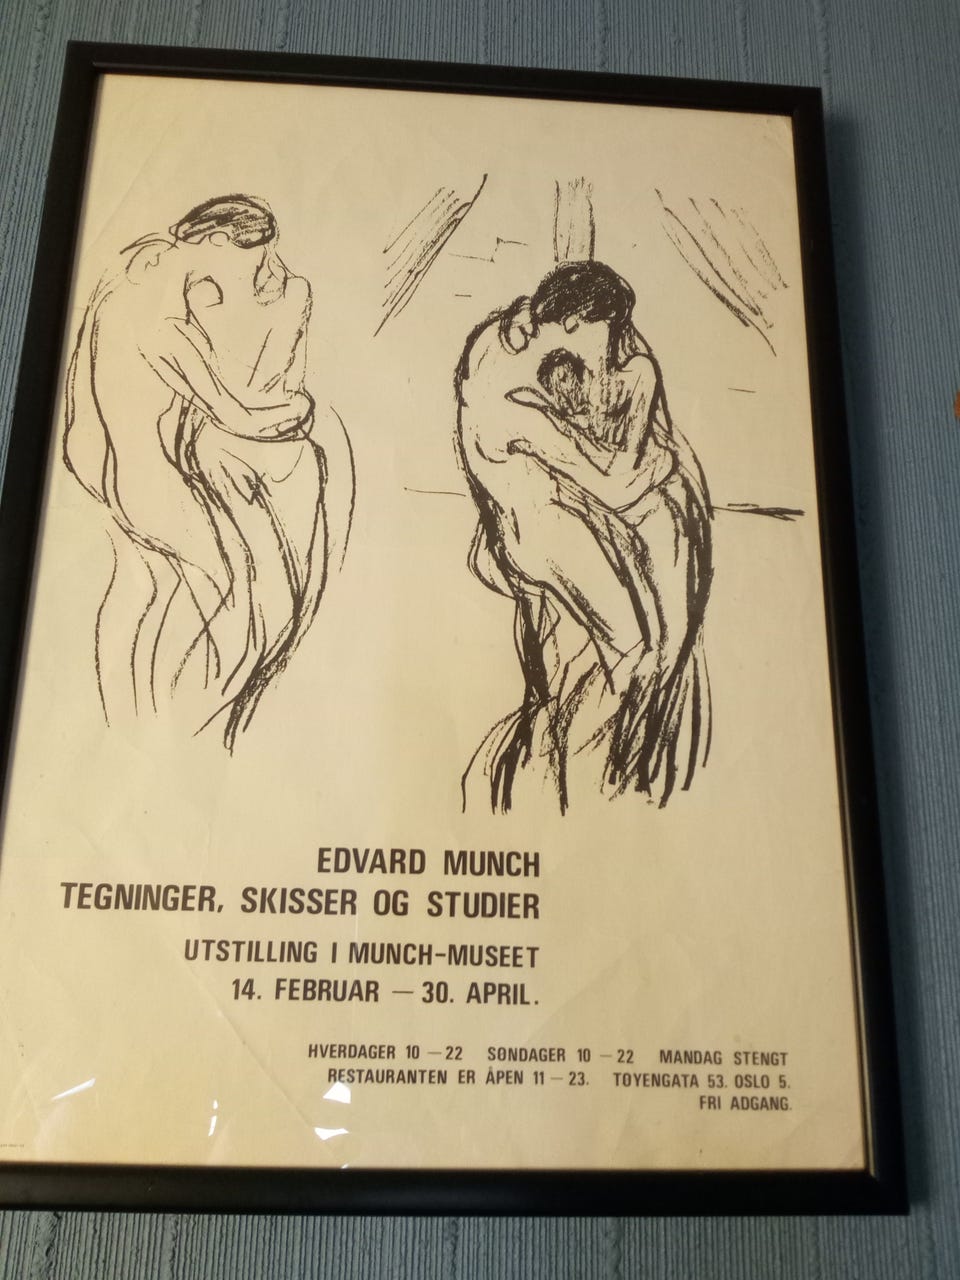 EDVARD MUNCH
TEGNINGER, SKISSER OG STUDIER
UTSTILLING I MUNCH-MUSEET
14. FEBRUAR — 30. APRIL.
HVERDAGER 10 — 22 SØNDAGER 10 — 22 MANDAG STENGT
RESTAURANTEN ER ÅPEN 11 — 23. TOYENGATA 53. OSLO 5.
FRI ADGANG.